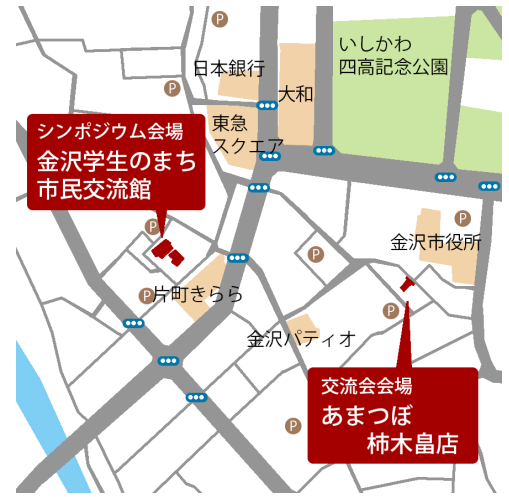 P
いしかわ
四高記念公園
日本銀行
大和
P
東急
スクエア
シンポジウム会場
金沢学生のまち
市民交流館
P
P
金沢市役所
P
片町きらら
P
P
金沢パティオ
交流会会場
あまつぼ
柿木畠店
P